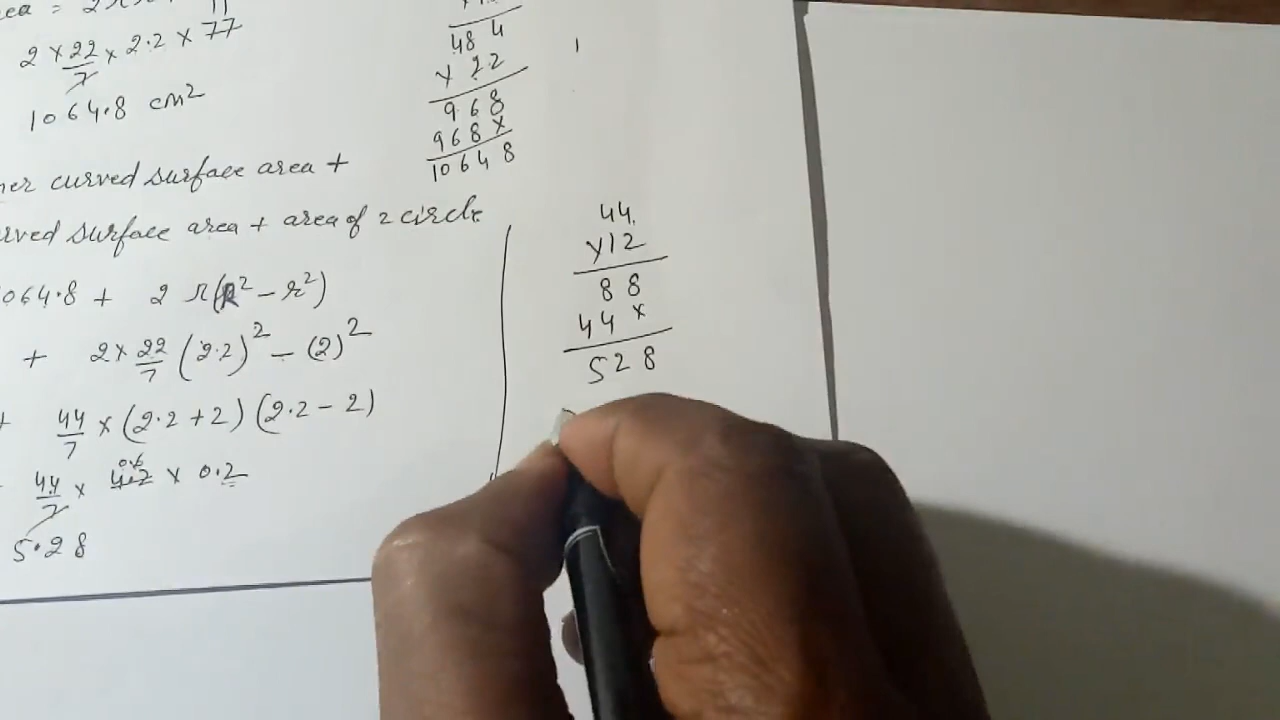 = 2
2 × 22/7 × 2.2 × 77
1064.8 cm²
curved surface area +
surface area + area of 2 circle
064.8 + 2 π(R² - r²)
+ 2 × 22/7 (2.2)² - (2)²
44/7 × (2.2 + 2) (2.2 - 2)
44/7 × 4.2 × 0.2
5.28
484
× 22
968
968×
10648
44
×12
88
44×
528